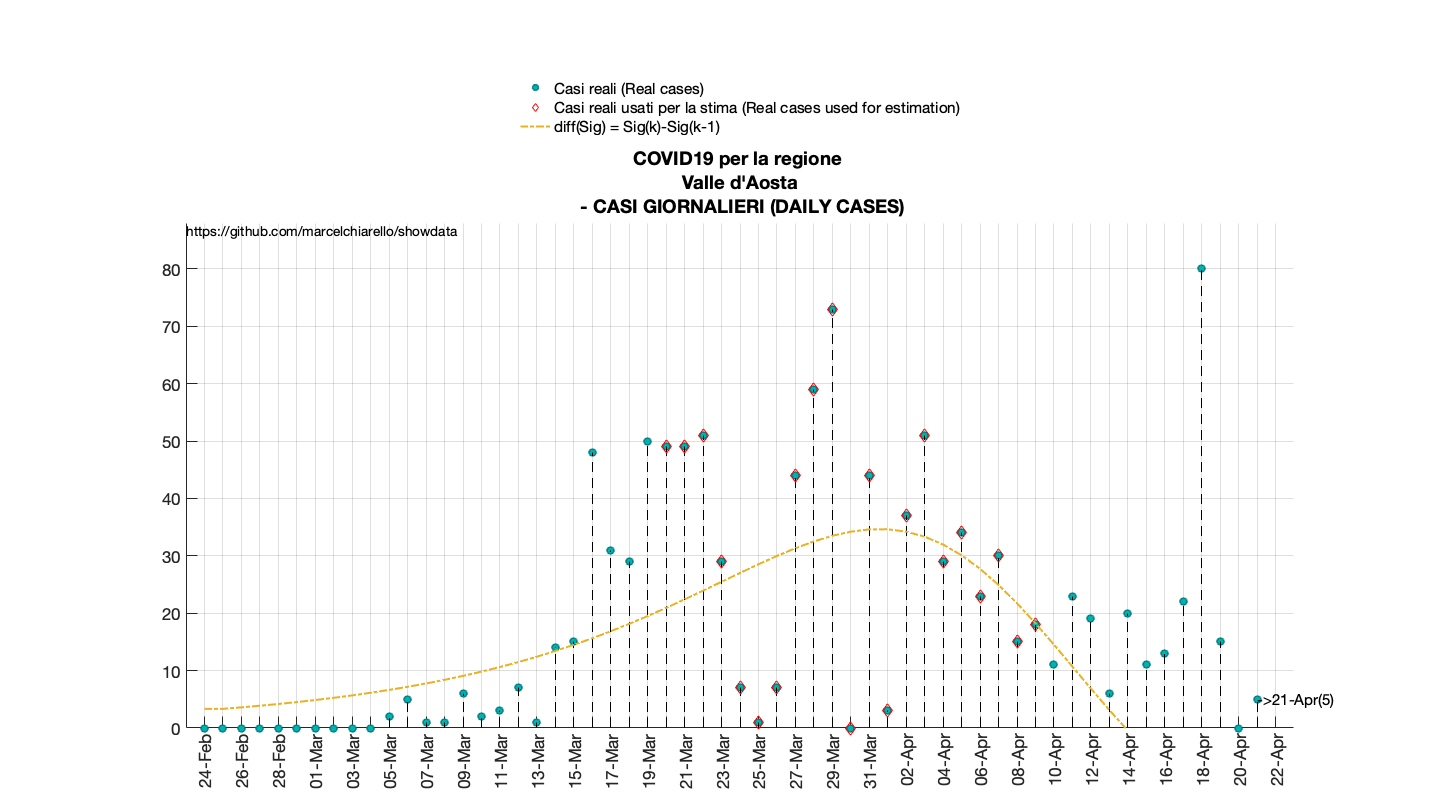 Casi reali (Real cases)
Casi reali usati per la stima (Real cases used for estimation)
diff(Sig) = Sig(k)-Sig(k-1)
COVID19 per la regione
Valle d'Aosta
- CASI GIORNALIERI (DAILY CASES)
https://github.com/marcelchiarello/showdata
80
70
60
50
40
30
20
10
0
>21-Apr(5)
24-Feb
26-Feb
28-Feb
01-Mar
03-Mar
05-Mar
07-Mar
09-Mar
11-Mar
13-Mar
15-Mar
17-Mar
19-Mar
21-Mar
23-Mar
25-Mar
27-Mar
29-Mar
31-Mar
02-Apr
04-Apr
06-Apr
08-Apr
10-Apr
12-Apr
14-Apr
16-Apr
18-Apr
20-Apr
22-Apr